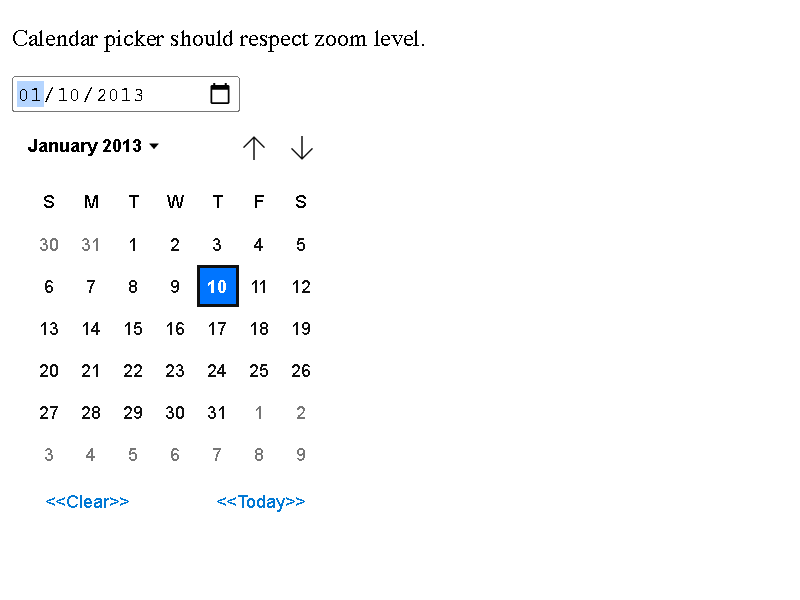 Calendar picker should respect zoom level.
01/10/2013
January 2013
S M T W T F S
30 31 1 2 3 4 5
6 7 8 9 10 11 12
13 14 15 16 17 18 19
20 21 22 23 24 25 26
27 28 29 30 31 1 2
3 4 5 6 7 8 9
<<Clear>> <<Today>>